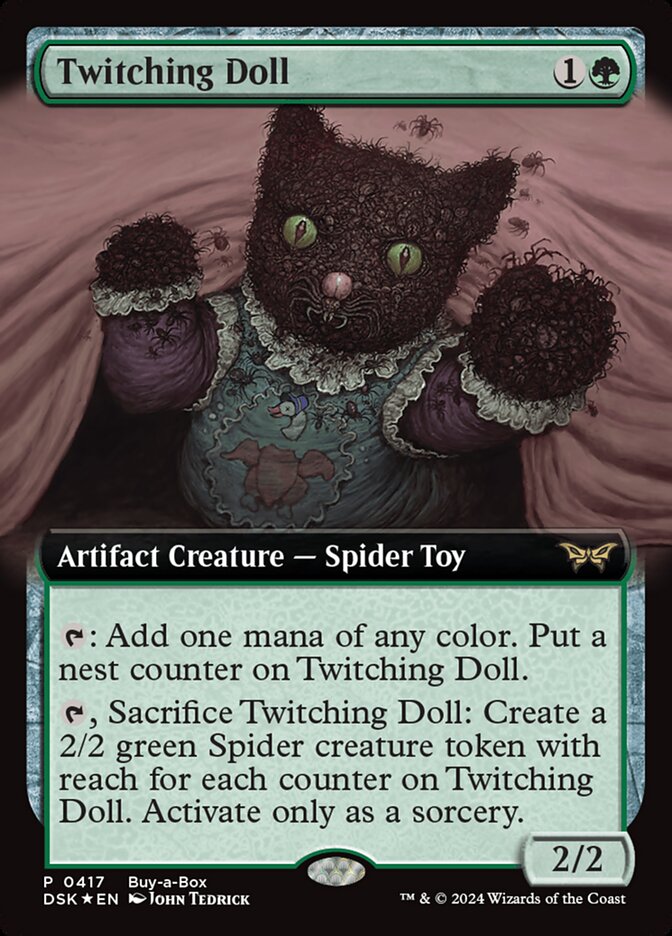 Twitching Doll 1
Artifact Creature — Spider Toy
: Add one mana of any color. Put a
nest counter on Twitching Doll.
, Sacrifice Twitching Doll: Create a
2/2 green Spider creature token with
reach for each counter on Twitching
Doll. Activate only as a sorcery.
2/2
P 0417 Buy-a-Box
DSK★EN John Tedrick ™ & © 2024 Wizards of the Coast